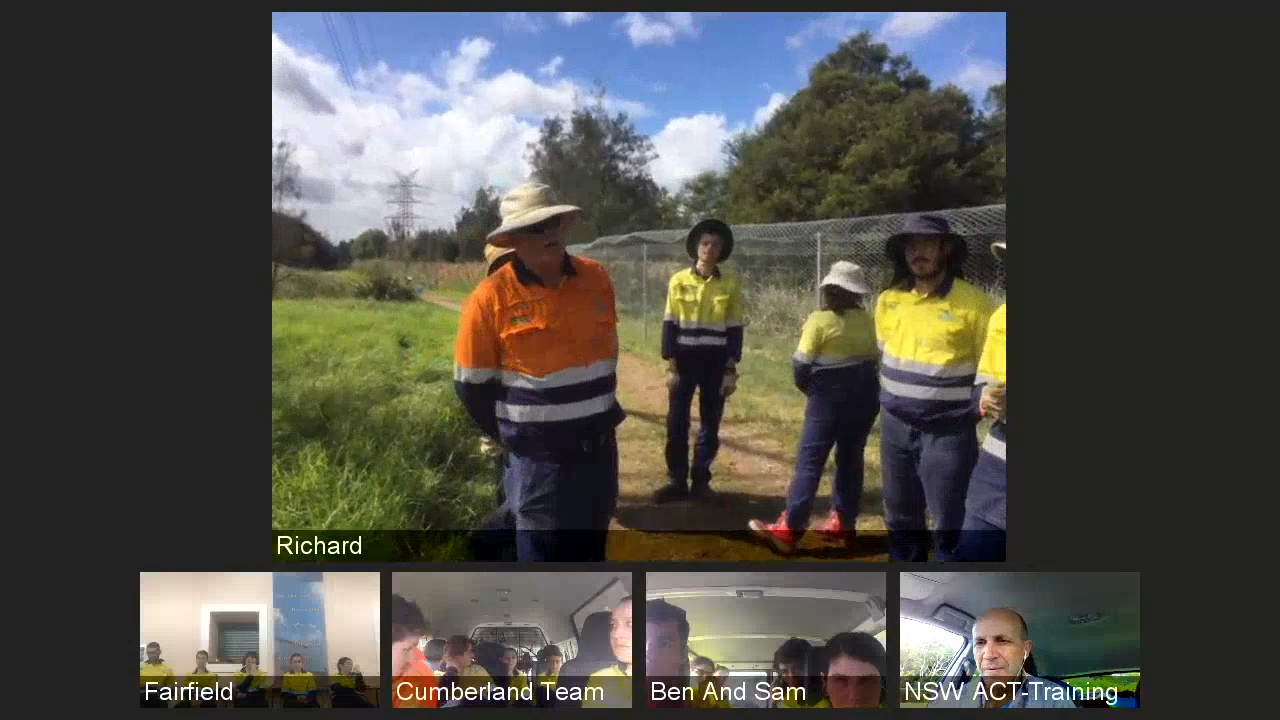 Richard
Fairfield
Cumberland Team
Ben And Sam
NSW ACT-Training